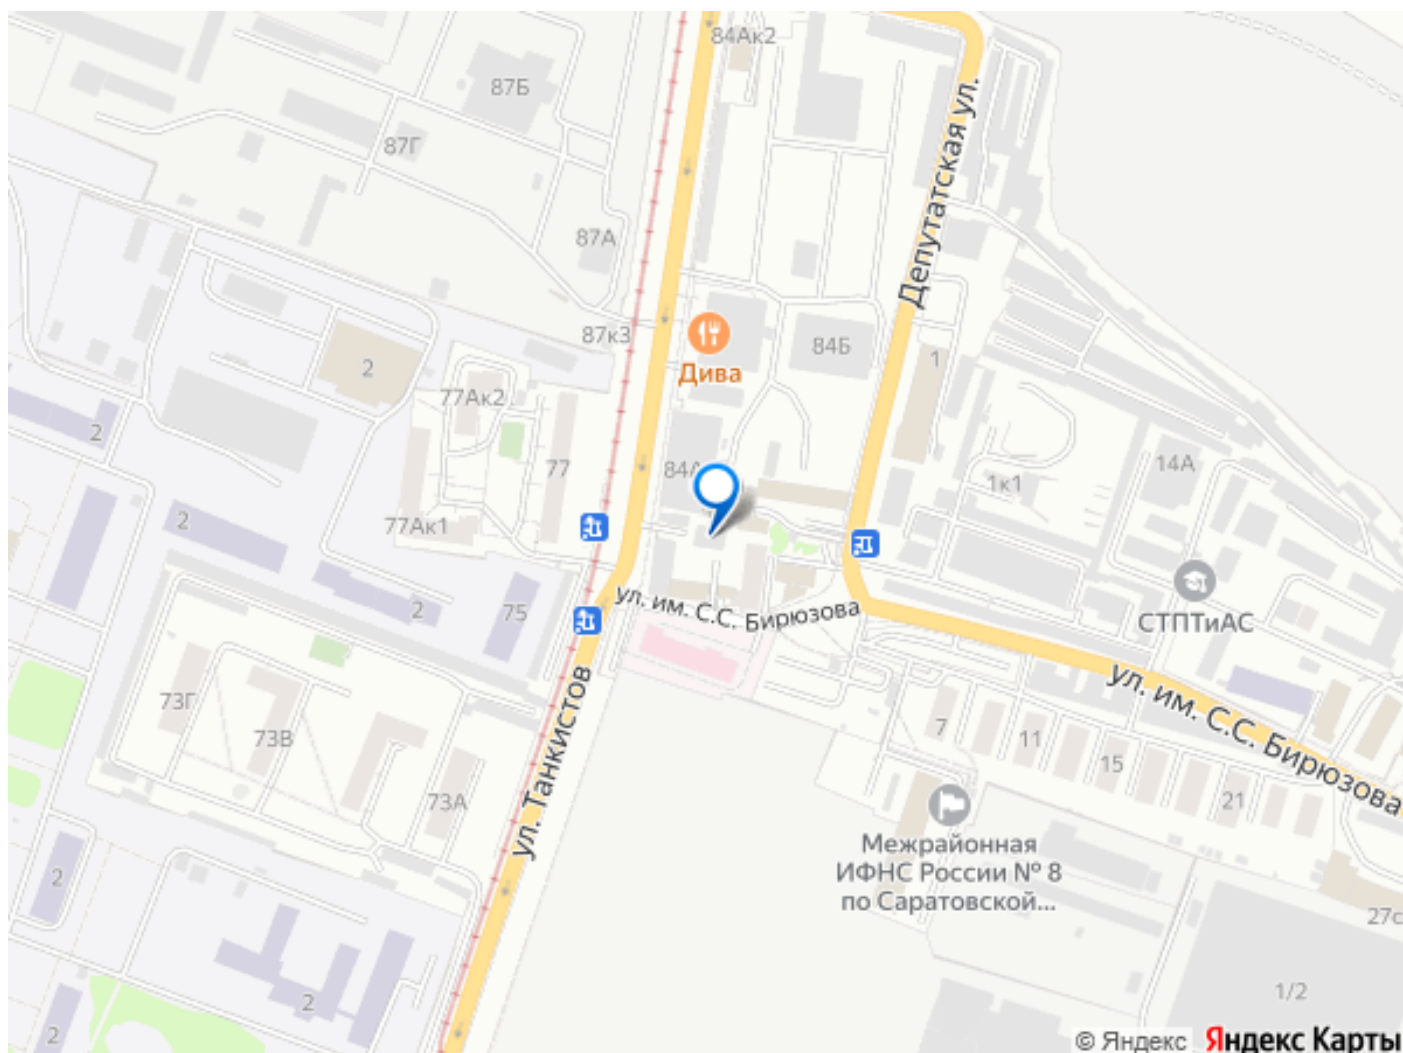 84Ак2
87Б
87Г
Депутатская ул.
87А
87к3
84Б
1
2
Дива
77Ак2
2
77
84А
14А
1к1
2
77Ак1
ул. им. С.С. Бирюзова
2
75
СТПТиАС
ул. им. С.С. Бирюзова
73Г
73В
7
11
15
21
73А
ул. Танкистов
Межрайонная
ИФНС России № 8
по Саратовской...
2
27с
2
1/2
2
© Яндекс Яндекс Карты